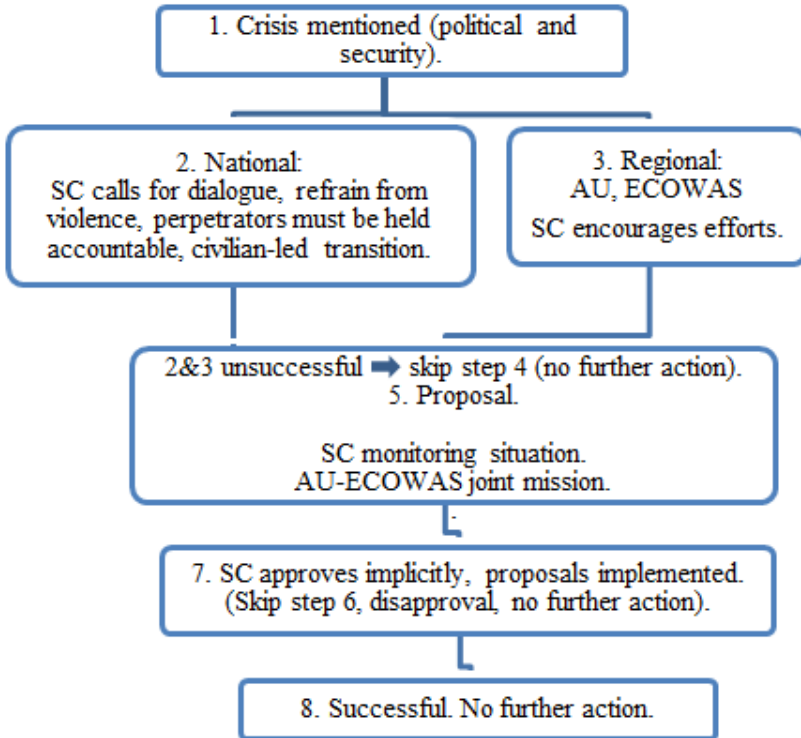 1. Crisis mentioned (political and
security).
2. National:
SC calls for dialogue, refrain from
violence, perpetrators must be held
accountable, civilian-led transition.
3. Regional:
AU, ECOWAS
SC encourages efforts.
2&3 unsuccessful ➡ skip step 4 (no further action).
5. Proposal.
SC monitoring situation.
AU-ECOWAS joint mission.
.
7. SC approves implicitly, proposals implemented.
(Skip step 6, disapproval, no further action).
8. Successful. No further action.